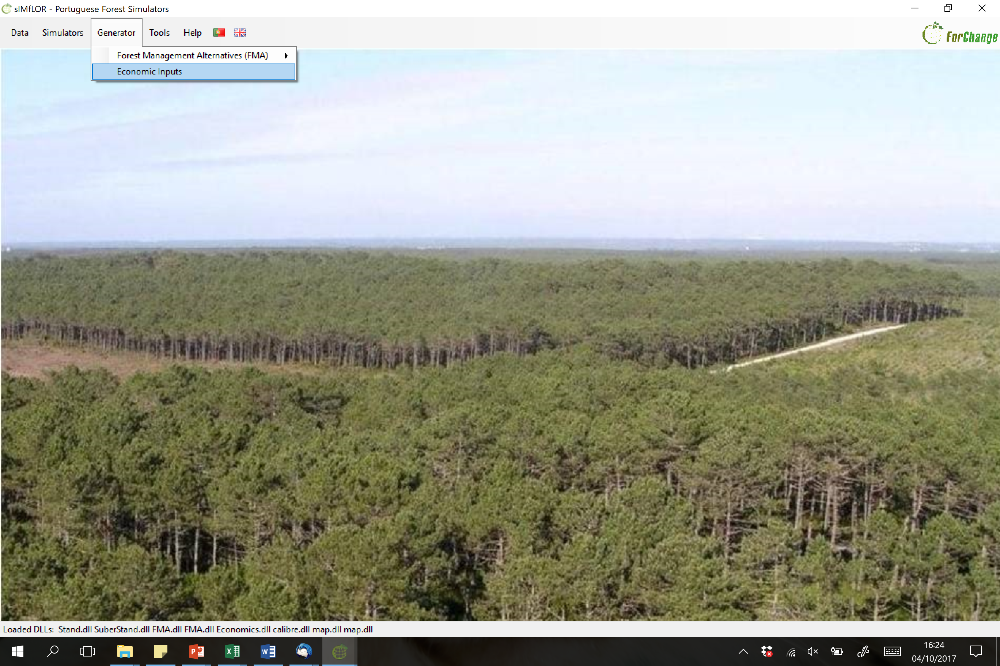 sIMfLOR - Portuguese Forest Simulators
Data Simulators Generator Tools Help
ForChange
Forest Management Alternatives (FMA)
Economic Inputs
Loaded DLLs: Stand.dll SuberStand.dll FMA.dll FMA.dll Economics.dll calibre.dll map.dll map.dll
16:24
04/10/2017